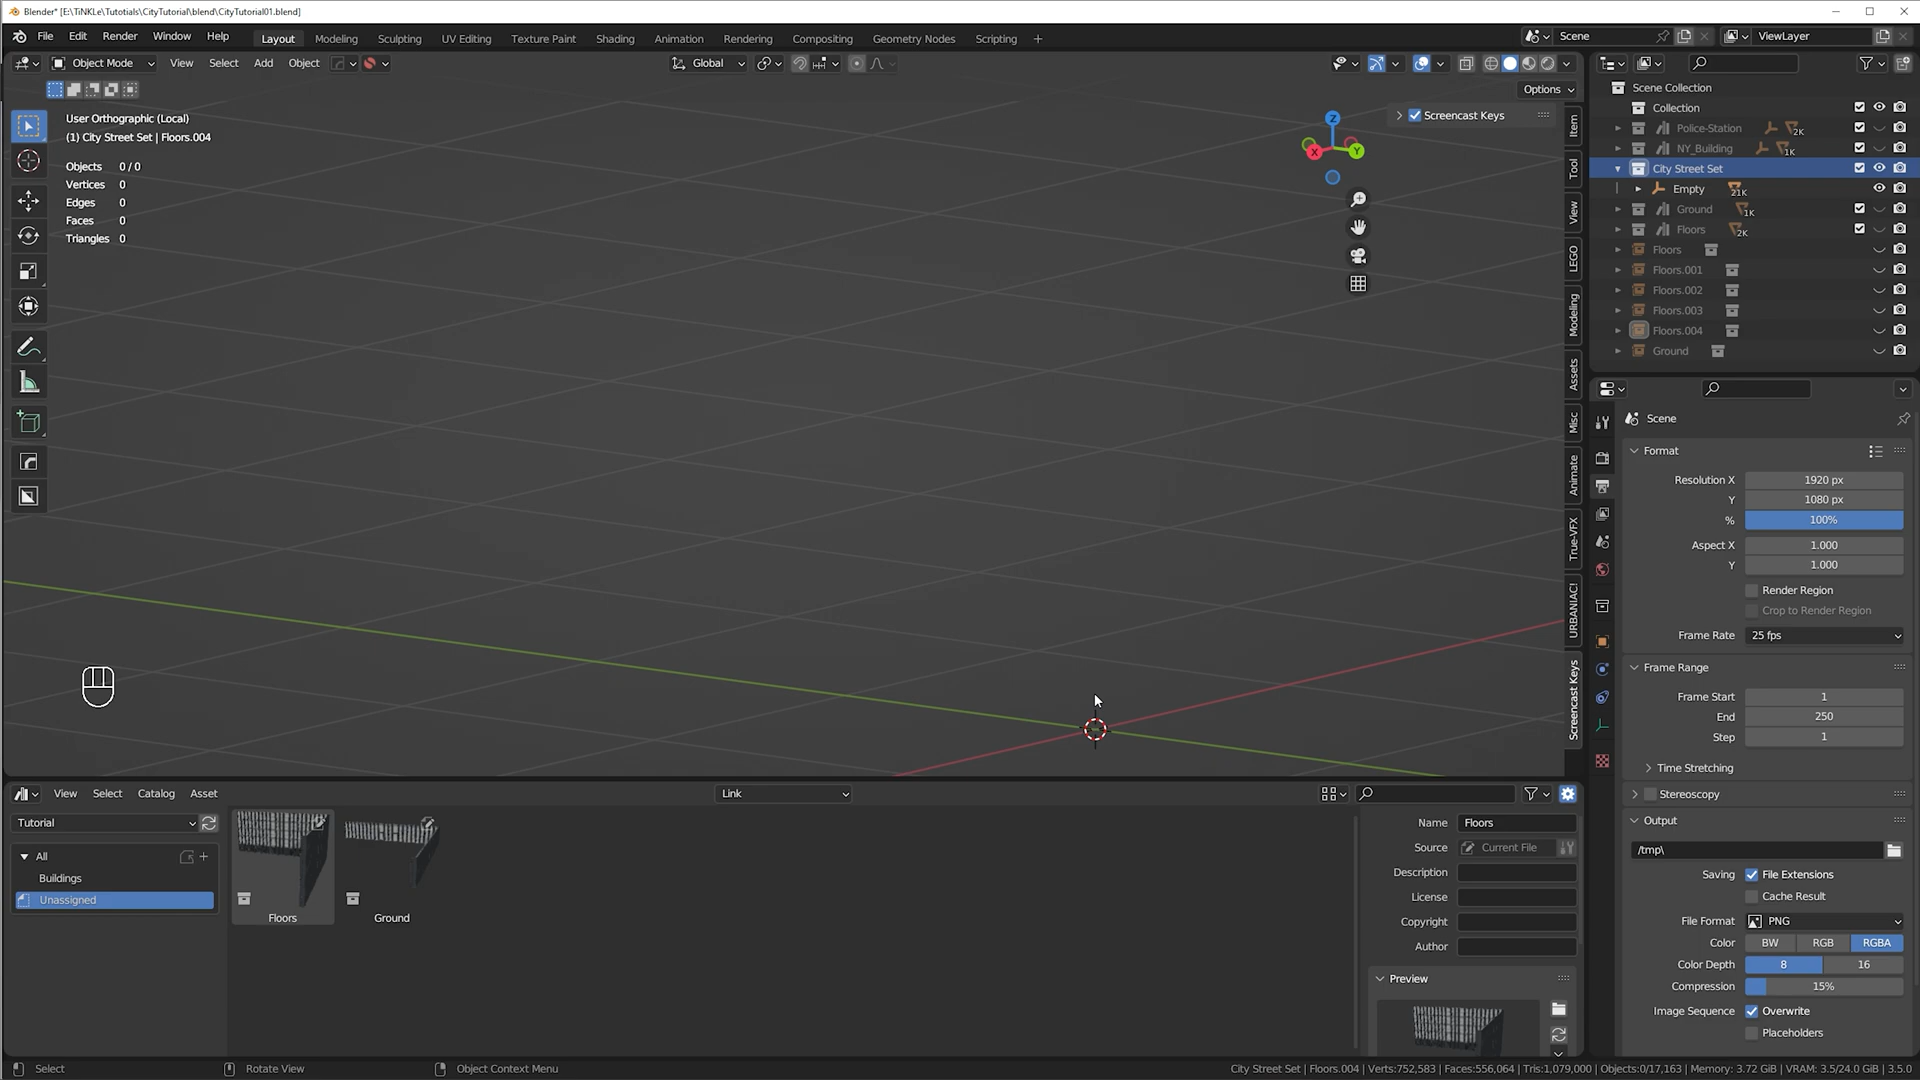 Blender* [E:\TiNKLe\Tutotials\CityTutorial\blend\CityTutorial01.blend]
File Edit Render Window Help Layout Modeling Sculpting UV Editing Texture Paint Shading Animation Rendering Compositing Geometry Nodes Scripting +
Scene ViewLayer
Object Mode View Select Add Object Global
Options
User Orthographic (Local)
(1) City Street Set | Floors.004
Objects 0 / 0
Vertices 0
Edges 0
Faces 0
Triangles 0
Screencast Keys
Z
X Y
Item
Tool
View
LEGO
Modeling
Assets
Misc
Animate
True-VFX
URBANIAC!
Screencast Keys
Scene Collection
Collection
Police-Station 2K
NY_Building 1K
City Street Set
Empty 21K
Ground 1K
Floors 2K
Floors
Floors.001
Floors.002
Floors.003
Floors.004
Ground
Scene
Format
Resolution X 1920 px
Y 1080 px
% 100%
Aspect X 1.000
Y 1.000
Render Region
Crop to Render Region
Frame Rate 25 fps
Frame Range
Frame Start 1
End 250
Step 1
Time Stretching
Stereoscopy
Output
/tmp\
Saving File Extensions
Cache Result
File Format PNG
Color BW RGB RGBA
Color Depth 8 16
Compression 15%
Image Sequence Overwrite
Placeholders
View Select Catalog Asset Link
Tutorial
All
Buildings
Unassigned
Floors Ground
Name Floors
Source Current File
Description
License
Copyright
Author
Preview
Select Rotate View Object Context Menu
City Street Set | Floors.004 | Verts:752,583 | Faces:556,064 | Tris:1,079,000 | Objects:0/17,163 | Memory: 3.72 GiB | VRAM: 3.5/24.0 GiB | 3.5.0